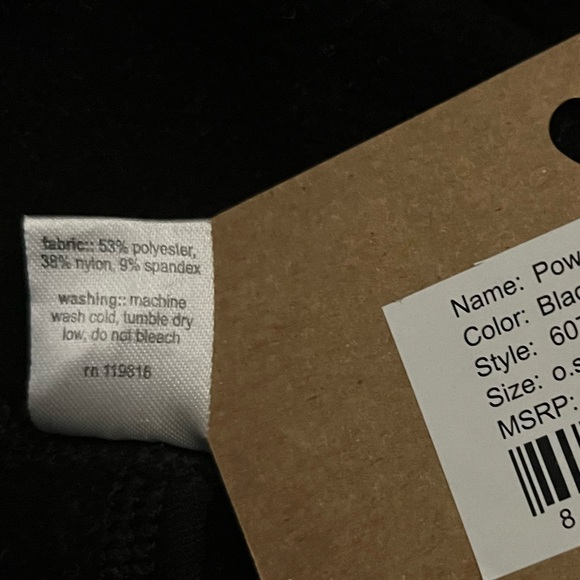 fabric:: 53% polyester,
38% nylon, 9% spandex
washing:: machine
wash cold, tumble dry
low, do not bleach
rn 119816
Name: Pow
Color: Blac
Style: 601
Size: o.s
MSRP:
8